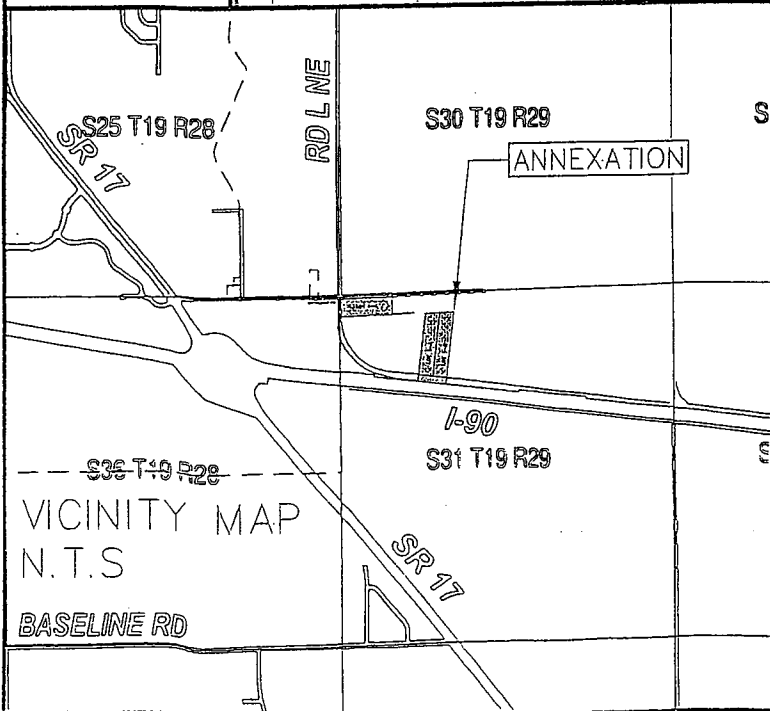 S25 T19 R28
SR 17
RD L NE
S30 T19 R29
S
ANNEXATION
I-90
S31 T19 R29
S36 T19 R28
VICINITY MAP
N.T.S
SR 17
BASELINE RD